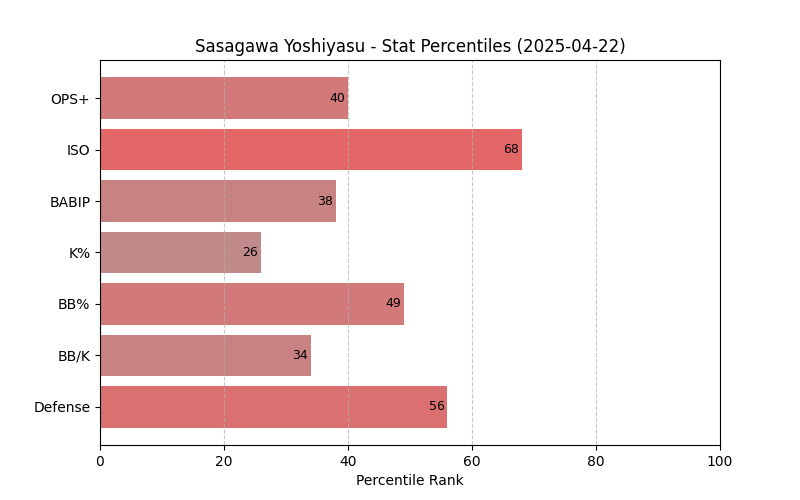 Sasagawa Yoshiyasu - Stat Percentiles (2025-04-22)
OPS+ 40
ISO 68
BABIP 38
K% 26
BB% 49
BB/K 34
Defense 56
0 20 40 60 80 100
Percentile Rank